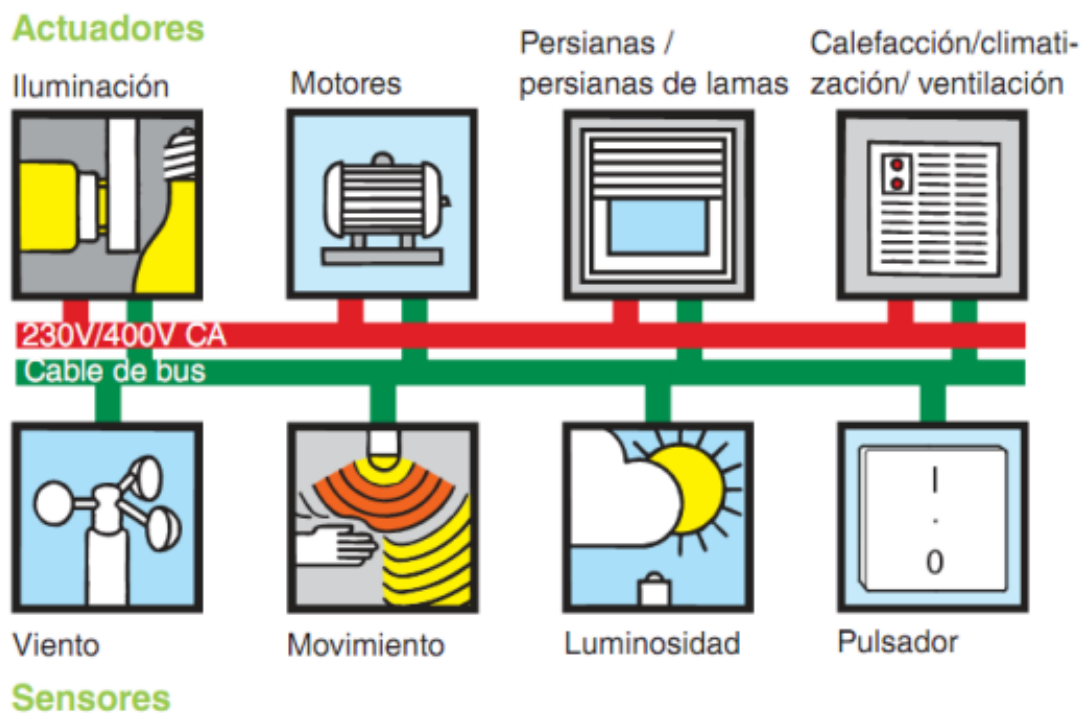 Actuadores
Iluminación
Motores
Persianas /
persianas de lamas
Calefacción/climati-
zación/ ventilación
230V/400V CA
Cable de bus
I
.
0
Viento
Movimiento
Luminosidad
Pulsador
Sensores